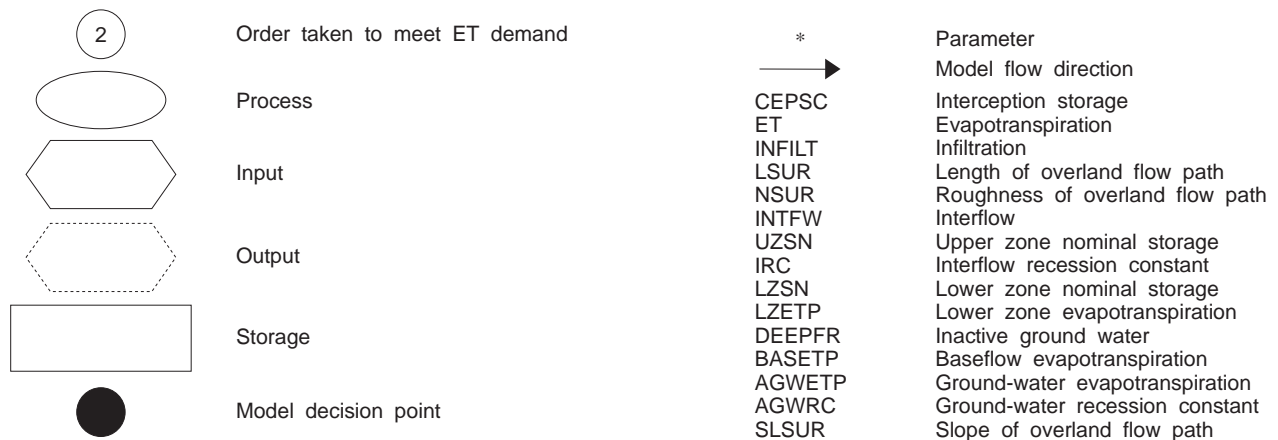 2 Order taken to meet ET demand
Process
Input
Output
Storage
Model decision point
* Parameter
Model flow direction
CEPSC Interception storage
ET Evapotranspiration
INFILT Infiltration
LSUR Length of overland flow path
NSUR Roughness of overland flow path
INTFW Interflow
UZSN Upper zone nominal storage
IRC Interflow recession constant
LZSN Lower zone nominal storage
LZETP Lower zone evapotranspiration
DEEPFR Inactive ground water
BASETP Baseflow evapotranspiration
AGWETP Ground-water evapotranspiration
AGWRC Ground-water recession constant
SLSUR Slope of overland flow path